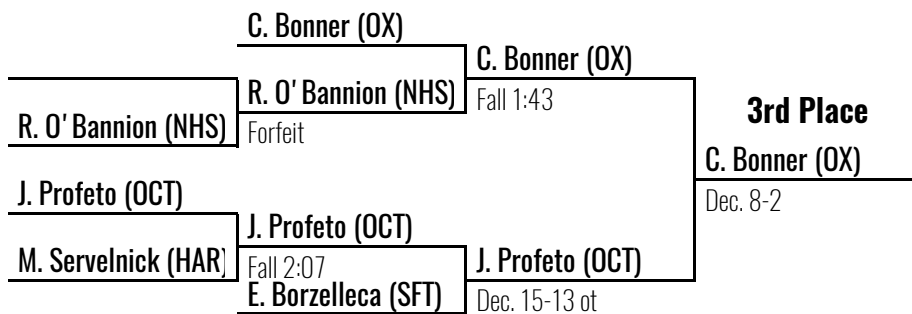 C. Bonner (OX)
C. Bonner (OX)
R. O' Bannion (NHS)
Fall 1:43
3rd Place
R. O' Bannion (NHS)
Forfeit
C. Bonner (OX)
J. Profeto (OCT)
Dec. 8-2
J. Profeto (OCT)
M. Servelnick (HAR)
Fall 2:07
J. Profeto (OCT)
E. Borzelleca (SFT)
Dec. 15-13 ot